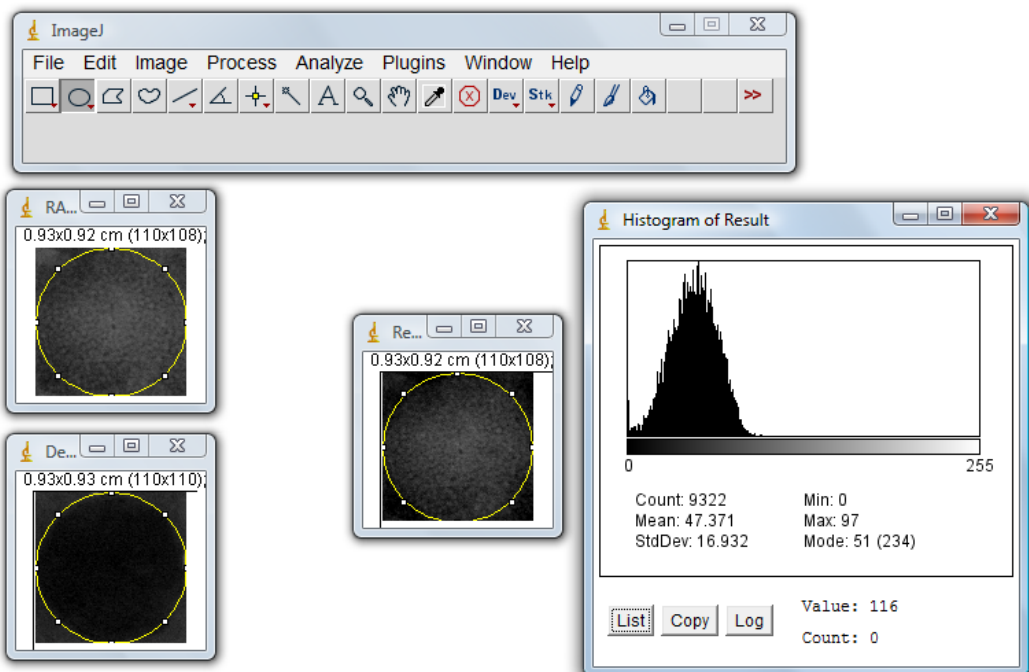 ImageJ
File Edit Image Process Analyze Plugins Window Help
A Dev Stk >>
RA...
0.93x0.92 cm (110x108);
De...
0.93x0.93 cm (110x110);
Re...
0.93x0.92 cm (110x108);
Histogram of Result
0 255
Count: 9322 Min: 0
Mean: 47.371 Max: 97
StdDev: 16.932 Mode: 51 (234)
List Copy Log
Value: 116
Count: 0